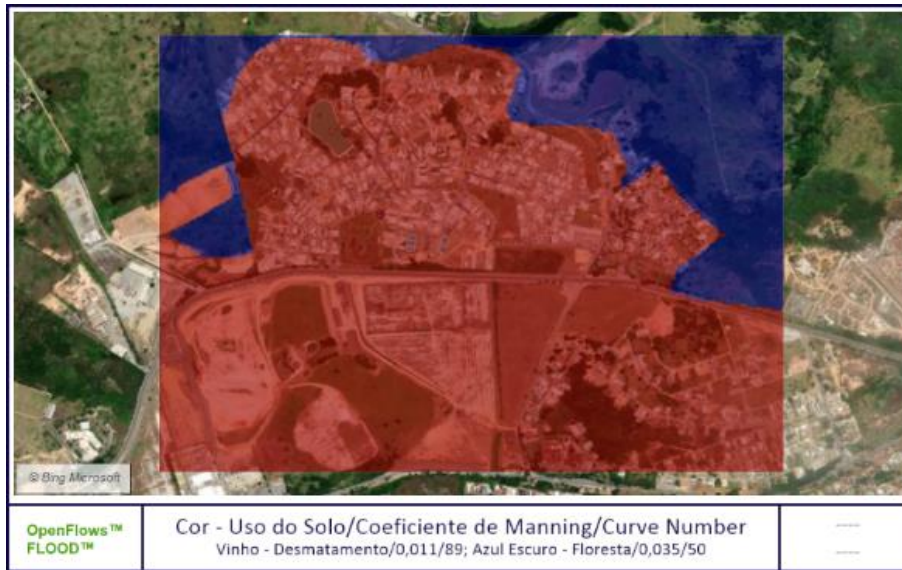 © Bing Microsoft
OpenFlows™
FLOOD™
Cor - Uso do Solo/Coeficiente de Manning/Curve Number
Vinho - Desmatamento/0,011/89; Azul Escuro - Floresta/0,035/50